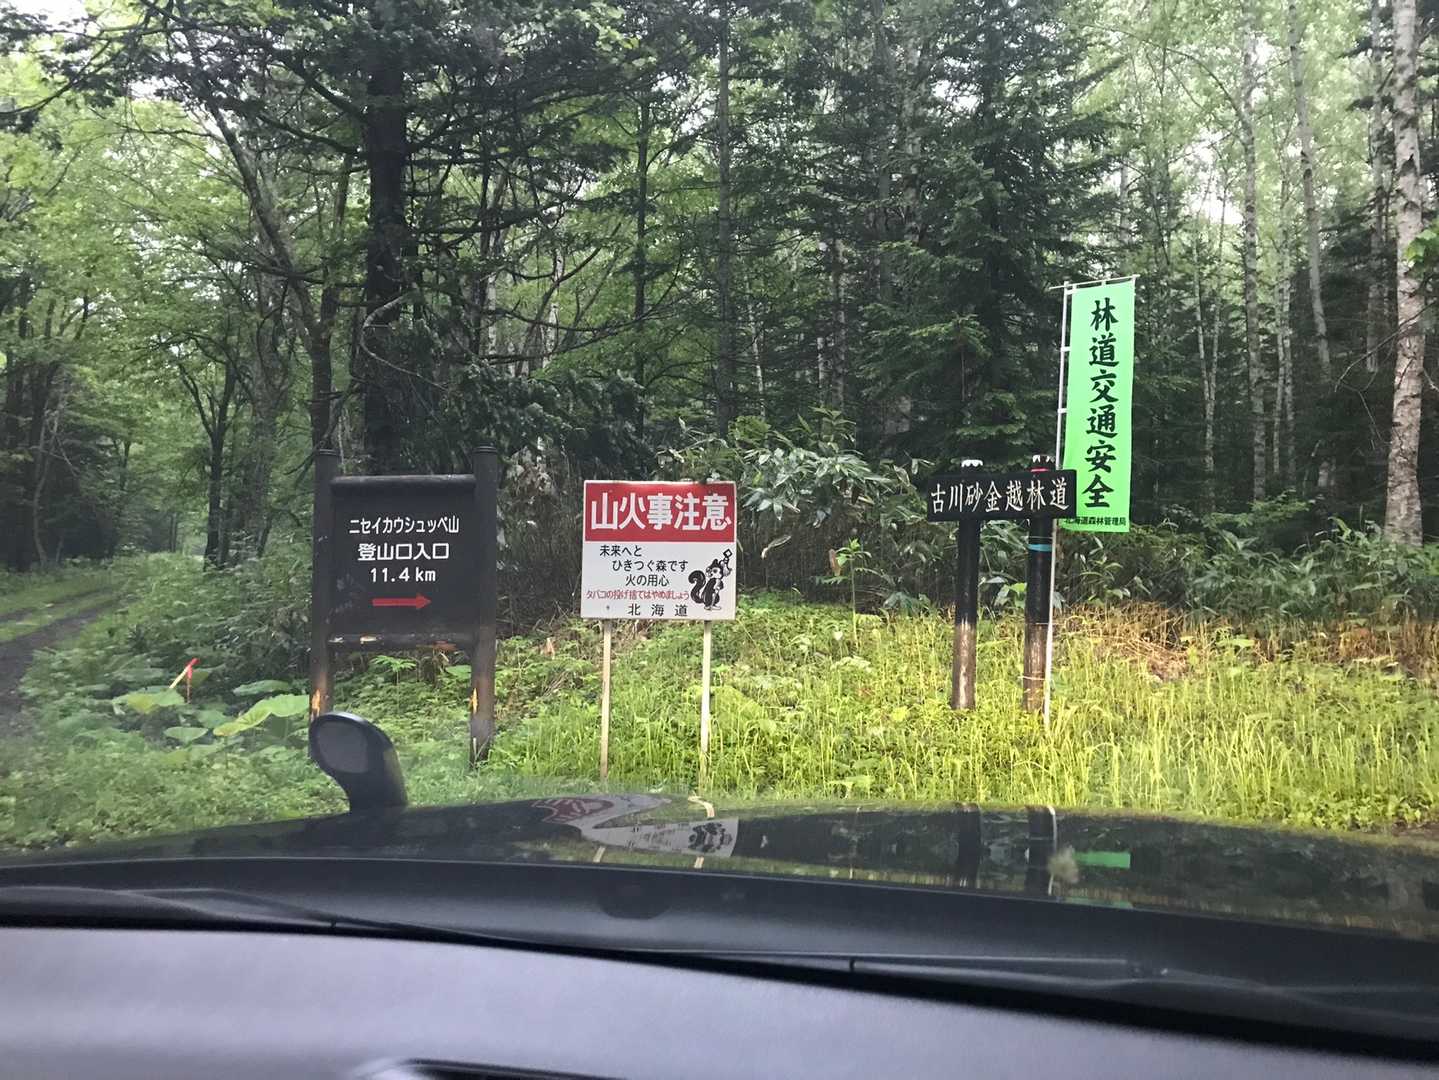 ニセイカウシュッペ山
登山口入口
11.4km
山火事注意
未来へと
ひきつぐ森です
火の用心
タバコの投げ捨てはやめましょう
北海道
古川砂金越林道
林道交通安全
北海道森林管理局